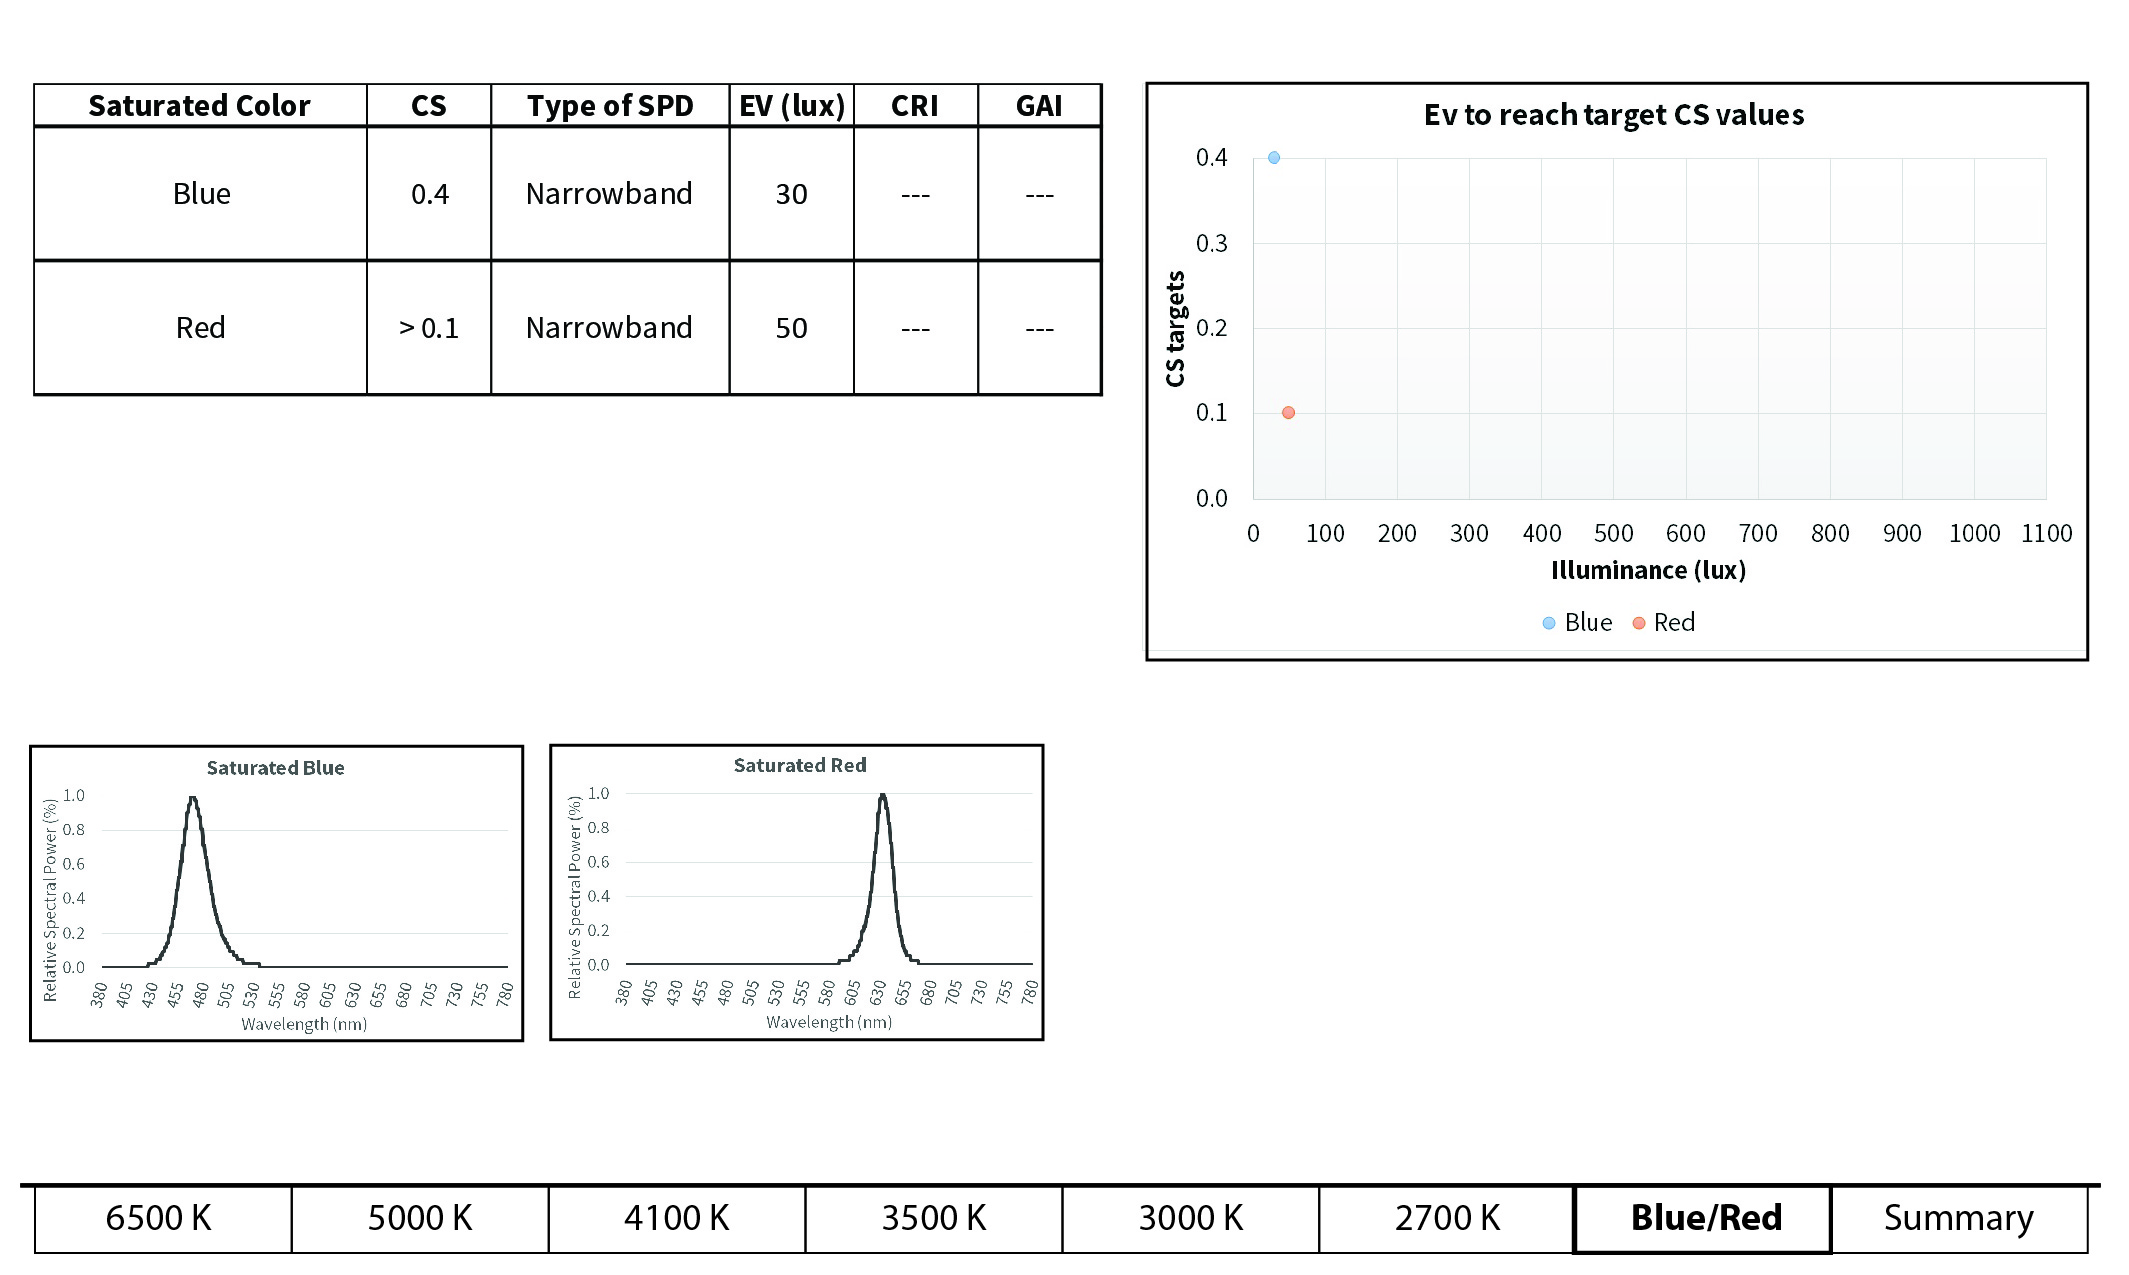 Saturated Color CS Type of SPD EV (lux) CRI GAI
Blue 0.4 Narrowband 30 --- ---
Red > 0.1 Narrowband 50 --- ---
Ev to reach target CS values
CS targets
0.4
0.3
0.2
0.1
0.0
0 100 200 300 400 500 600 700 800 900 1000 1100
Illuminance (lux)
Blue Red
Saturated Blue
Relative Spectral Power (%)
1.0
0.8
0.6
0.4
0.2
0.0
380 405 430 455 480 505 530 555 580 605 630 655 680 705 730 755 780
Wavelength (nm)
Saturated Red
Relative Spectral Power (%)
1.0
0.8
0.6
0.4
0.2
0.0
380 405 430 455 480 505 530 555 580 605 630 655 680 705 730 755 780
Wavelength (nm)
6500 K 5000 K 4100 K 3500 K 3000 K 2700 K Blue/Red Summary